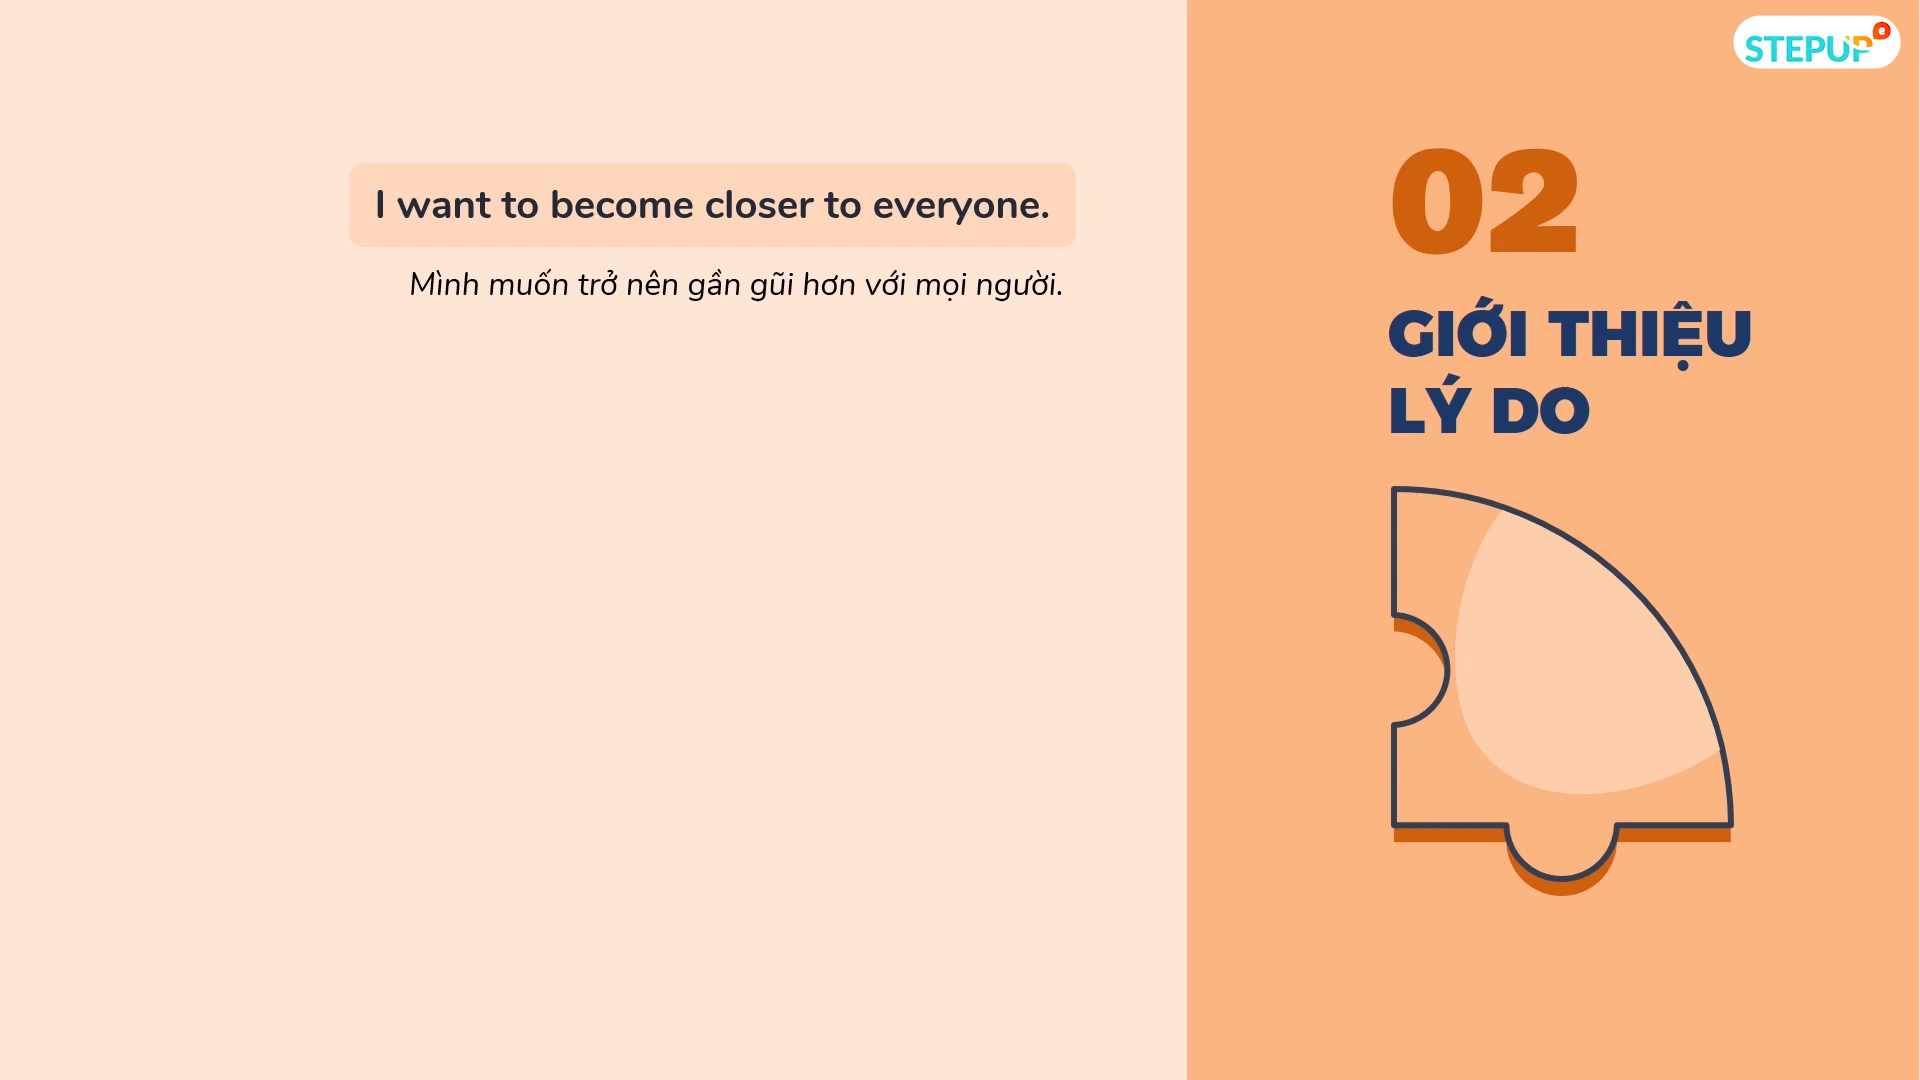 STEPUP
I want to become closer to everyone.
Mình muốn trở nên gần gũi hơn với mọi người.
02
GIỚI THIỆU
LÝ DO